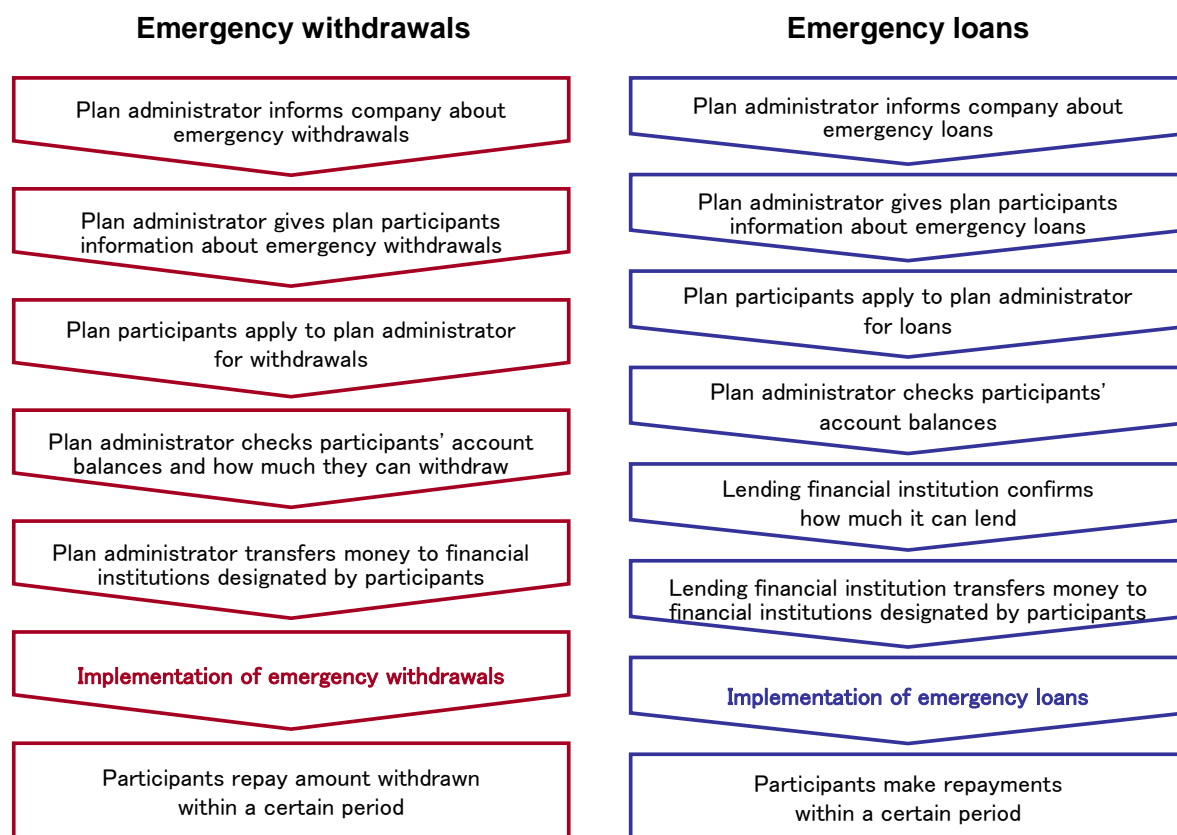 Emergency withdrawals
Plan administrator informs company about
emergency withdrawals
Plan administrator gives plan participants
information about emergency withdrawals
Plan participants apply to plan administrator
for withdrawals
Plan administrator checks participants' account
balances and how much they can withdraw
Plan administrator transfers money to financial
institutions designated by participants
Implementation of emergency withdrawals
Participants repay amount withdrawn
within a certain period
Emergency loans
Plan administrator informs company about
emergency loans
Plan administrator gives plan participants
information about emergency loans
Plan participants apply to plan administrator
for loans
Plan administrator checks participants'
account balances
Lending financial institution confirms
how much it can lend
Lending financial institution transfers money to
financial institutions designated by participants
Implementation of emergency loans
Participants make repayments
within a certain period